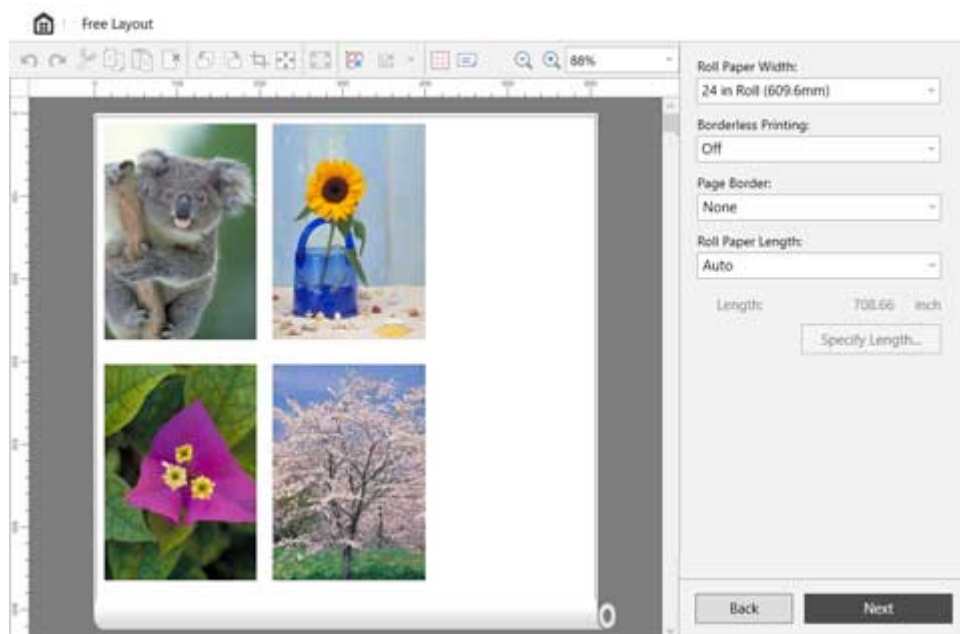 Free Layout
88%
Roll Paper Width:
24 in Roll (609.6mm)
Borderless Printing:
Off
Page Border:
None
Roll Paper Length:
Auto
Length: 708.66 inch
Specify Length...
Back
Next